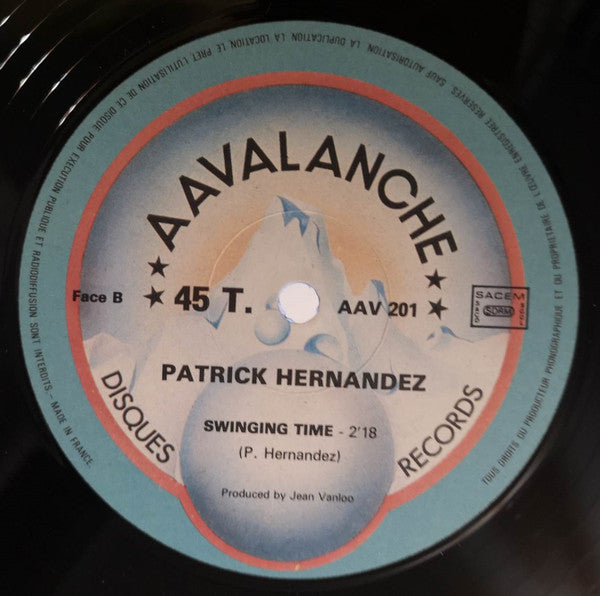 TOUS DROITS DU PRODUCTEUR PHONOGRAPHIQUE ET DU PROPRIETAIRE DE L'ŒUVRE ENREGISTREE RESERVES. SAUF AUTORISATION LA DUPLICATION, LA LOCATION, LE PRET L'UTILISATION DE CE DISQUE POUR EXECUTION PUBLIQUE ET RADIODIFFUSION SONT INTERDITS. - MADE IN FRANCE.
★ ★ AAVALANCHE ★ ★
Face B
45 T.
AAV 201
SACEM
SDRM
PATRICK HERNANDEZ
SWINGING TIME - 2'18
(P. Hernandez)
Produced by Jean Vanloo
DISQUES
RECORDS